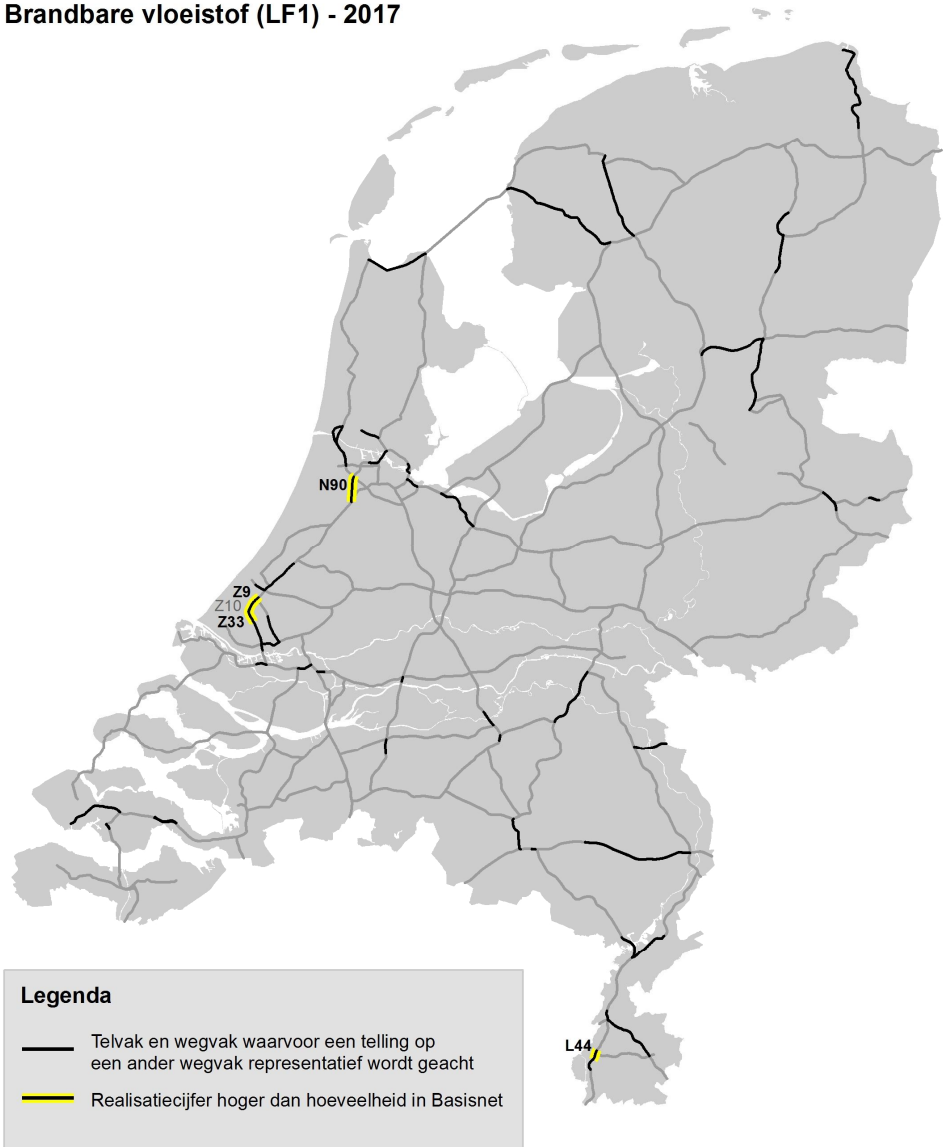 Brandbare vloeistof (LF1) - 2017
N90
Z9
Z10
Z33
L44
Legenda
Telvak en wegvak waarvoor een telling op
een ander wegvak representatief wordt geacht
Realisatiecijfer hoger dan hoeveelheid in Basisnet